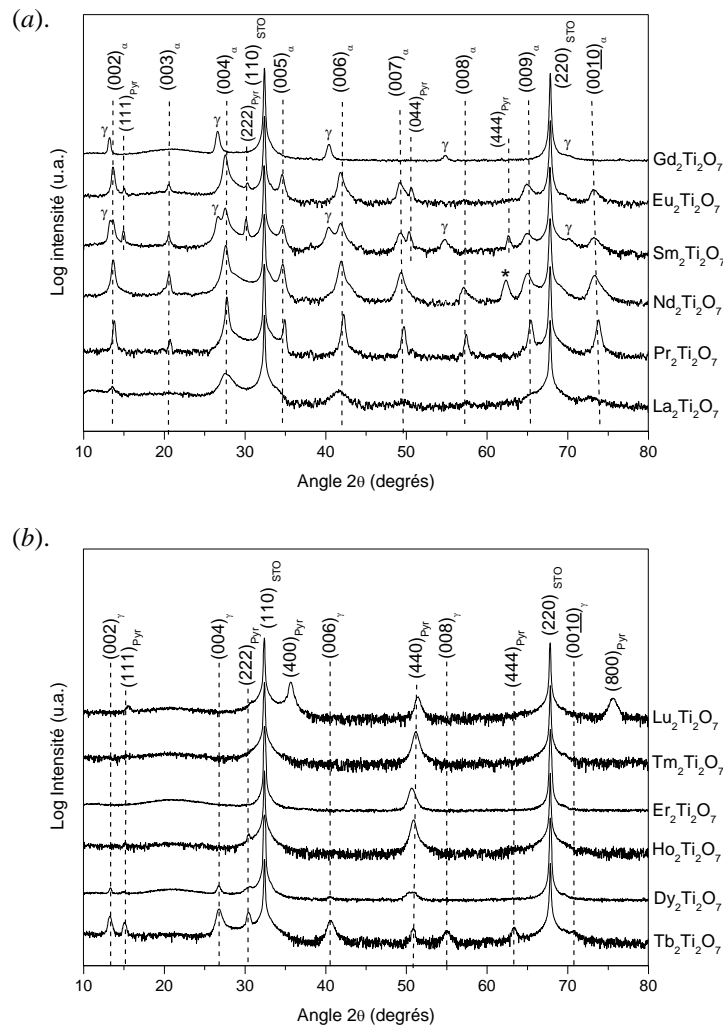 (a).
(002)α (111)Pyr (003)α (004)α (222)Pyr (110) STO (005)α (006)α (007)α (044)Pyr (008)α (444)Pyr (009)α (220) STO (0010)α
γ γ γ γ γ
Gd2Ti2O7
Eu2Ti2O7
γ γ γ γ γ
Sm2Ti2O7
*
Nd2Ti2O7
Pr2Ti2O7
La2Ti2O7
Log intensité (u.a.)
10 20 30 40 50 60 70 80
Angle 2θ (degrés)
(b).
(002)γ (111)Pyr (004)γ (222)Pyr (110) STO (400)Pyr (006)γ (440)Pyr (008)γ (444)Pyr (220) STO (0010)γ (800)Pyr
Lu2Ti2O7
Tm2Ti2O7
Er2Ti2O7
Ho2Ti2O7
Dy2Ti2O7
Tb2Ti2O7
Log Intensité (u.a.)
10 20 30 40 50 60 70 80
Angle 2θ (degrés)